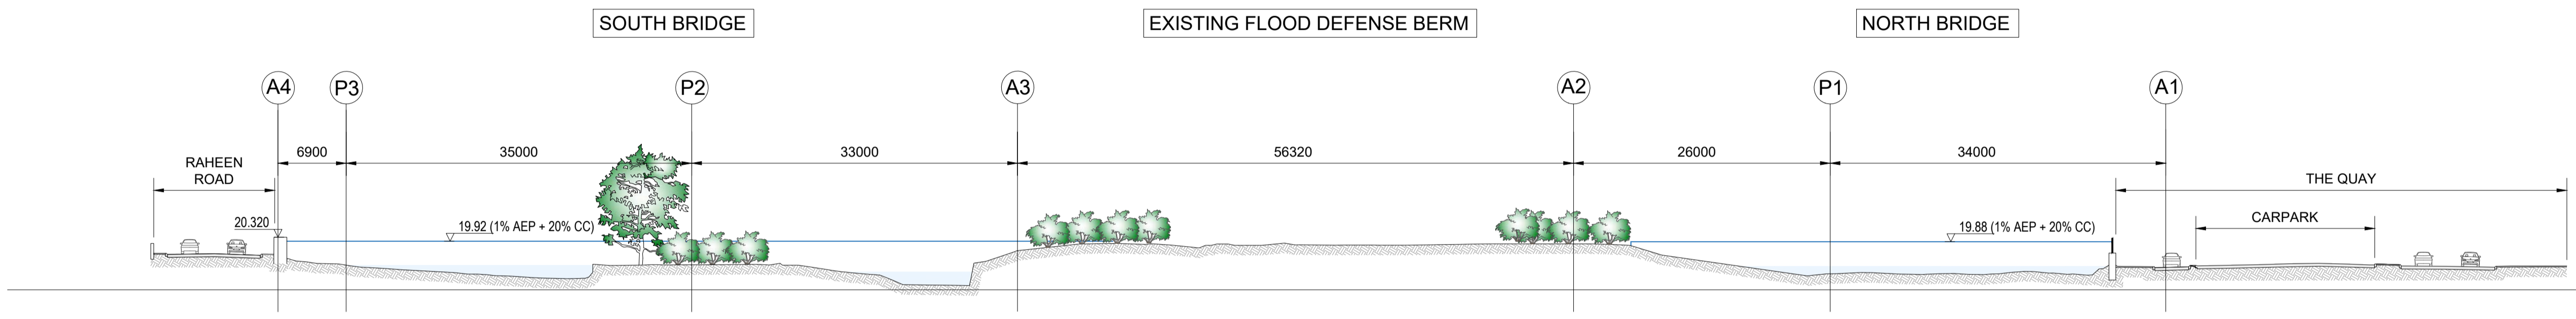 SOUTH BRIDGE
EXISTING FLOOD DEFENSE BERM
NORTH BRIDGE
A4
P3
P2
A3
A2
P1
A1
6900
35000
33000
56320
26000
34000
RAHEEN
ROAD
THE QUAY
CARPARK
20.320
19.92 (1% AEP + 20% CC)
19.88 (1% AEP + 20% CC)